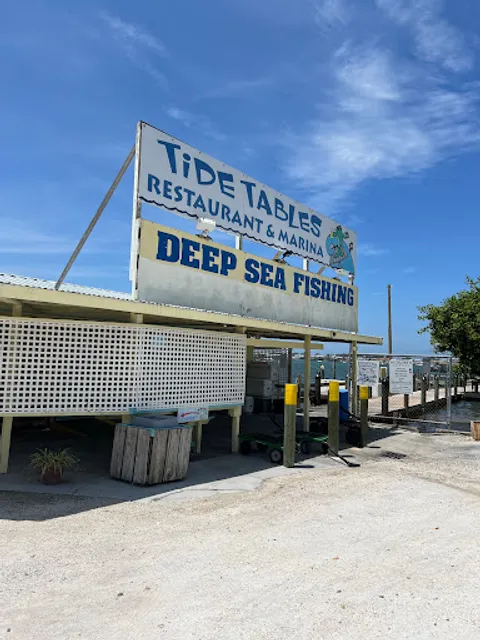 TiDE TABLES
RESTAURANT & MARINA
DEEP SEA FISHING